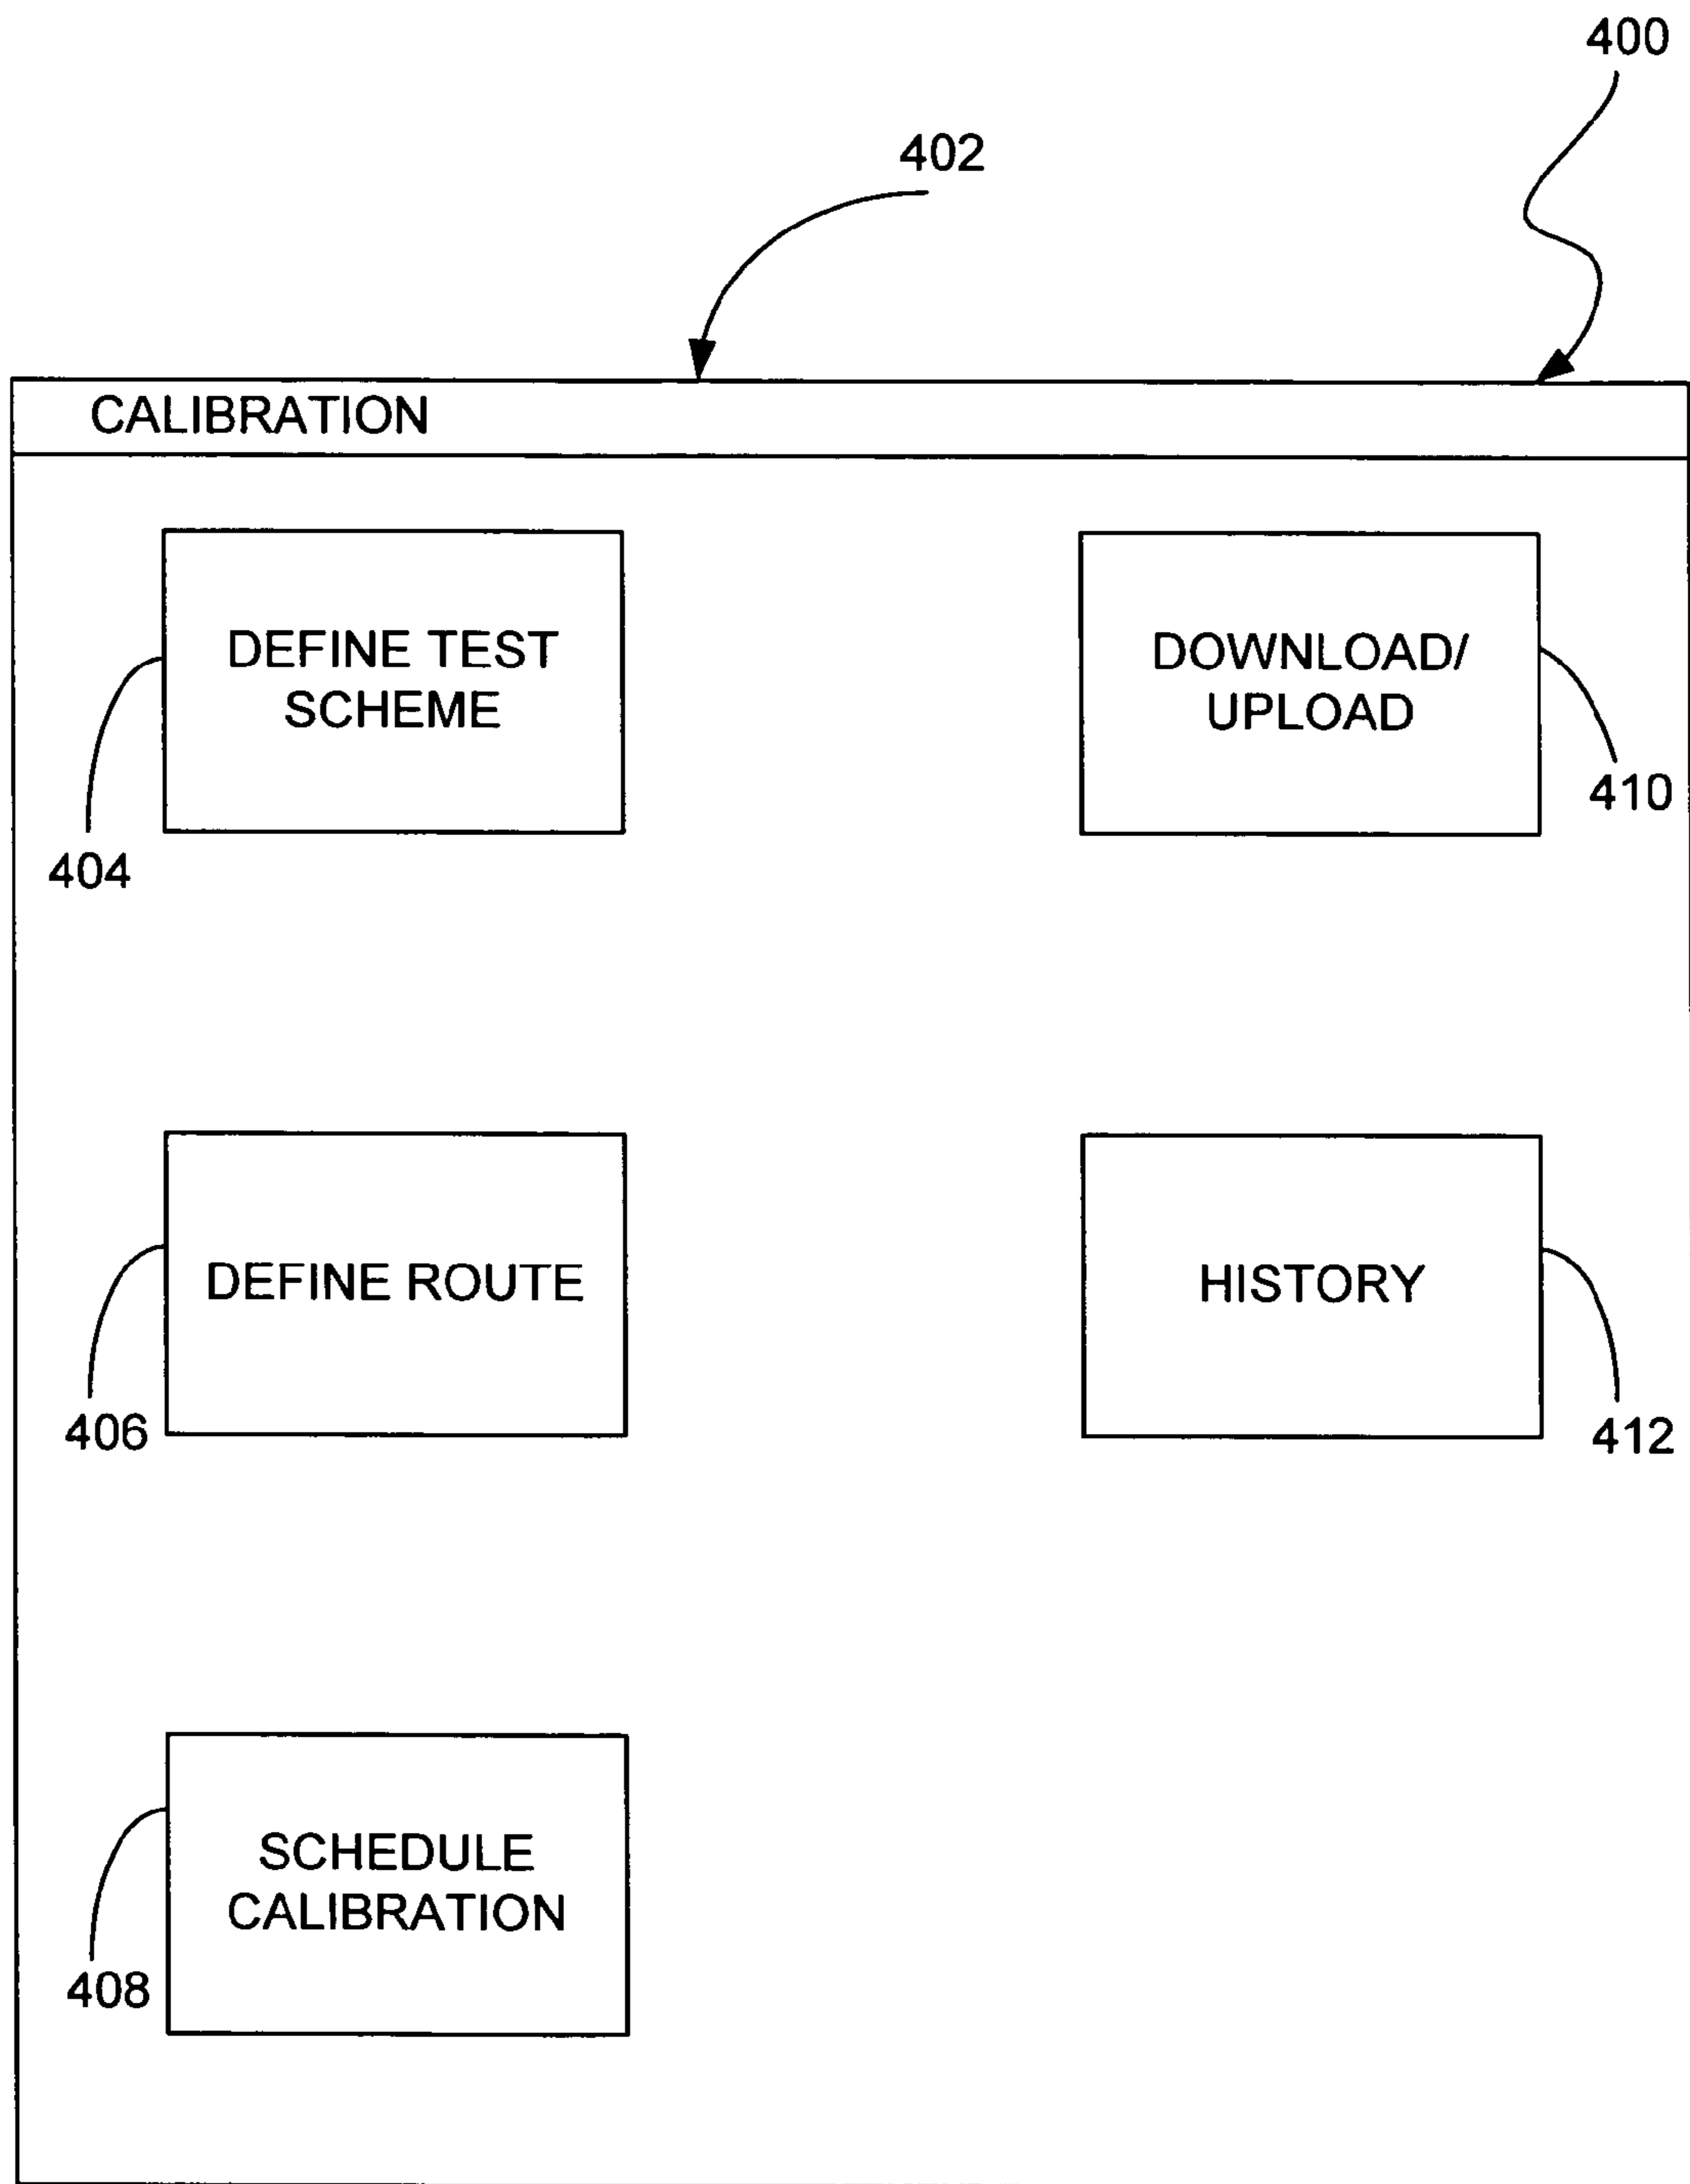 400
402
CALIBRATION
DEFINE TEST
SCHEME
404
DOWNLOAD/
UPLOAD
410
DEFINE ROUTE
406
HISTORY
412
SCHEDULE
CALIBRATION
408